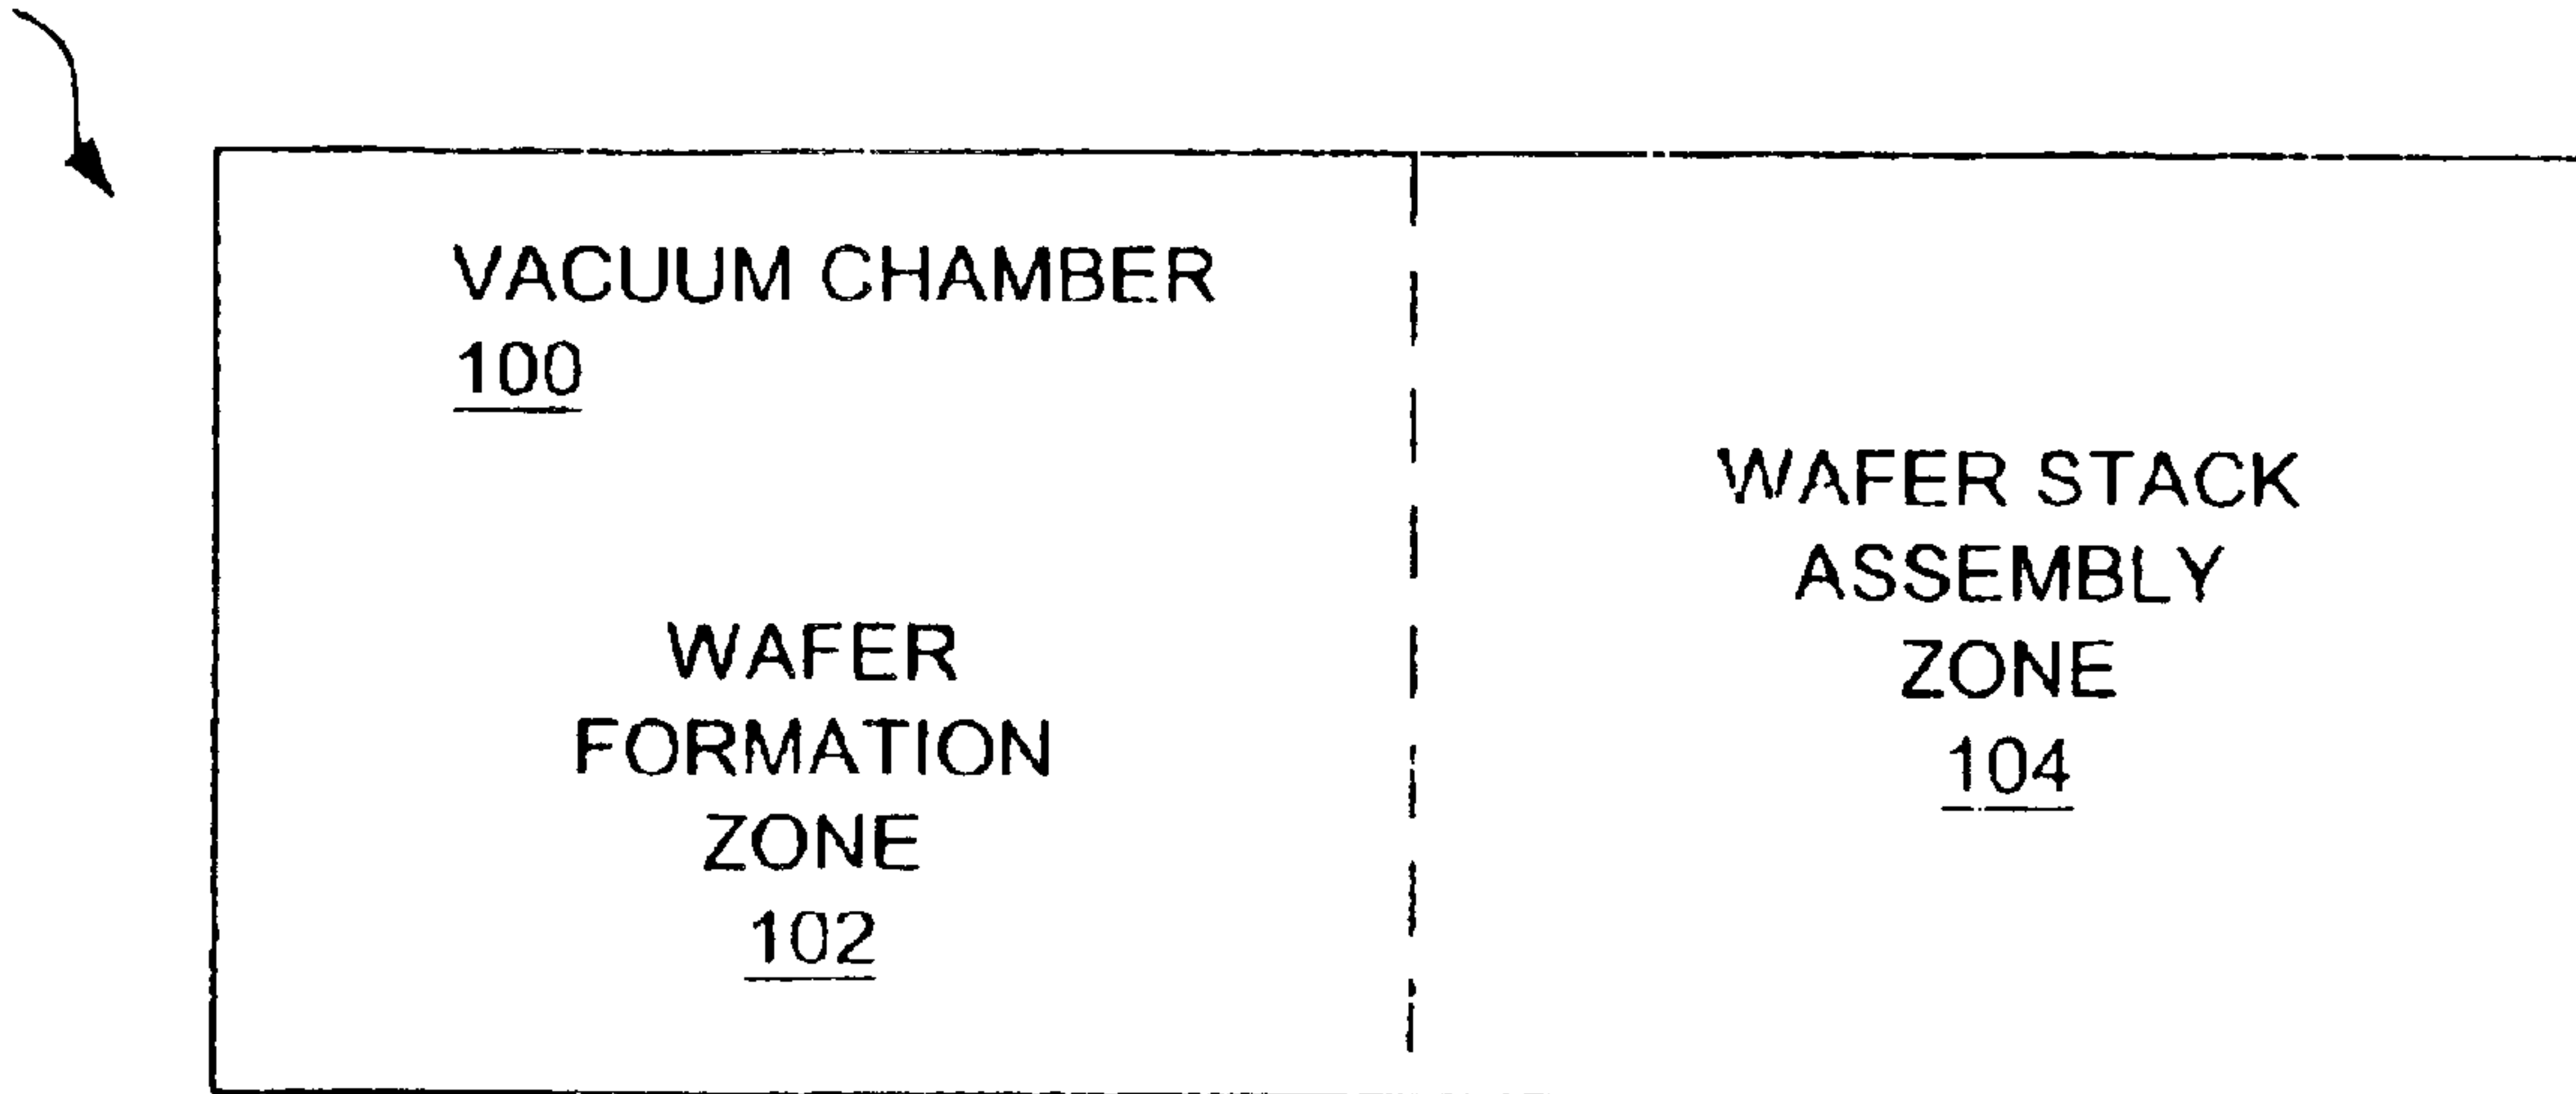 VACUUM CHAMBER
100
WAFER
FORMATION
ZONE
102
WAFER STACK
ASSEMBLY
ZONE
104